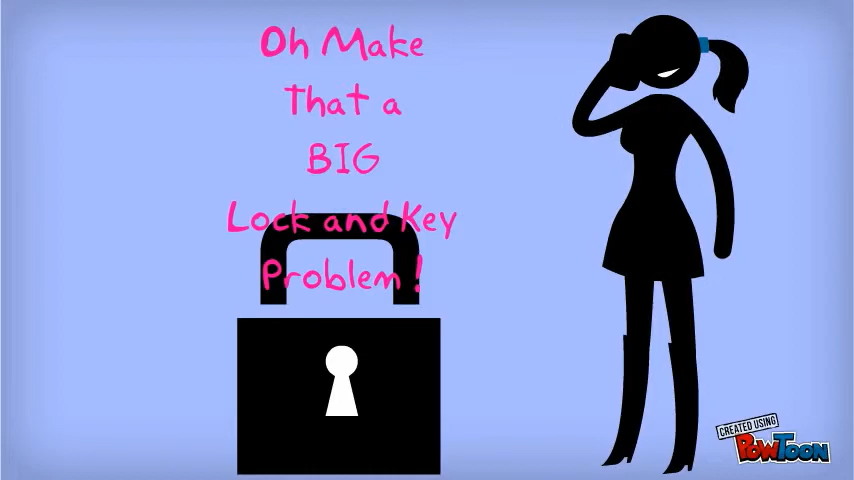 Oh Make
That a
BIG
Lock and Key
Problem!
CREATED USING
POWTOON